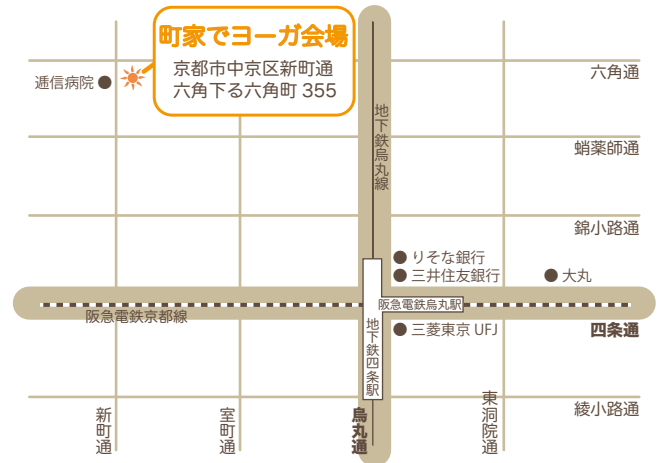 町家でヨーガ会場
京都市中京区新町通
六角下る六角町 355
逓信病院
六角通
地下鉄烏丸線
蛸薬師通
錦小路通
りそな銀行
三井住友銀行
大丸
阪急電鉄烏丸駅
阪急電鉄京都線
地下鉄四条駅
三菱東京 UFJ
四条通
綾小路通
新町通
室町通
烏丸通
東洞院通